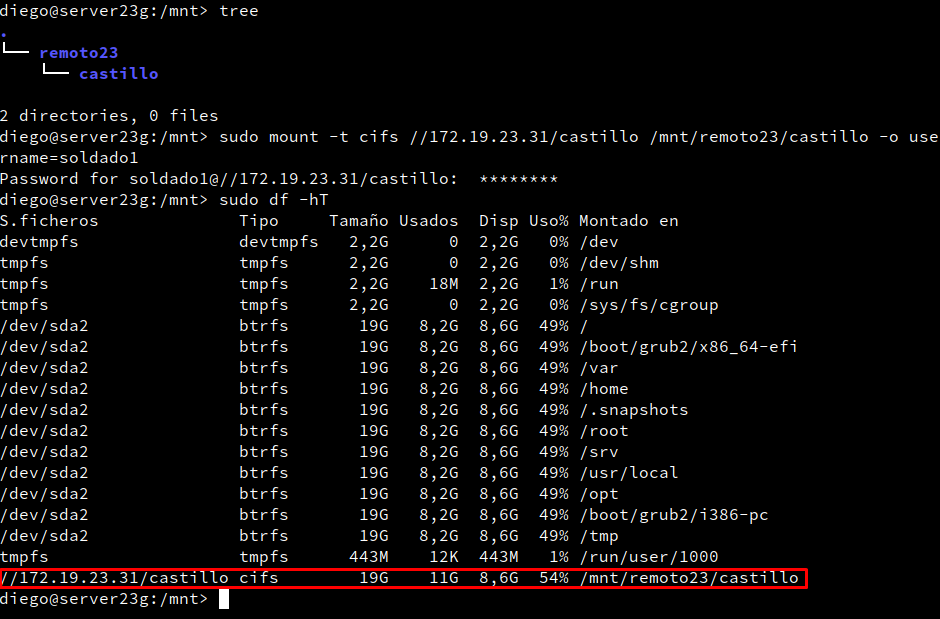 diego@server23g:/mnt> tree
.
└── remoto23
    └── castillo
2 directories, 0 files
diego@server23g:/mnt> sudo mount -t cifs //172.19.23.31/castillo /mnt/remoto23/castillo -o use
rname=soldado1
Password for soldado1@//172.19.23.31/castillo:  ********
diego@server23g:/mnt> sudo df -hT
S.ficheros              Tipo     Tamaño Usados  Disp Uso% Montado en
devtmpfs                devtmpfs   2,2G      0  2,2G   0% /dev
tmpfs                   tmpfs      2,2G      0  2,2G   0% /dev/shm
tmpfs                   tmpfs      2,2G    18M  2,2G   1% /run
tmpfs                   tmpfs      2,2G      0  2,2G   0% /sys/fs/cgroup
/dev/sda2               btrfs       19G   8,2G  8,6G  49% /
/dev/sda2               btrfs       19G   8,2G  8,6G  49% /boot/grub2/x86_64-efi
/dev/sda2               btrfs       19G   8,2G  8,6G  49% /var
/dev/sda2               btrfs       19G   8,2G  8,6G  49% /home
/dev/sda2               btrfs       19G   8,2G  8,6G  49% /.snapshots
/dev/sda2               btrfs       19G   8,2G  8,6G  49% /root
/dev/sda2               btrfs       19G   8,2G  8,6G  49% /srv
/dev/sda2               btrfs       19G   8,2G  8,6G  49% /usr/local
/dev/sda2               btrfs       19G   8,2G  8,6G  49% /opt
/dev/sda2               btrfs       19G   8,2G  8,6G  49% /boot/grub2/i386-pc
/dev/sda2               btrfs       19G   8,2G  8,6G  49% /tmp
tmpfs                   tmpfs      443M    12K  443M   1% /run/user/1000
//172.19.23.31/castillo cifs        19G    11G  8,6G  54% /mnt/remoto23/castillo
diego@server23g:/mnt>